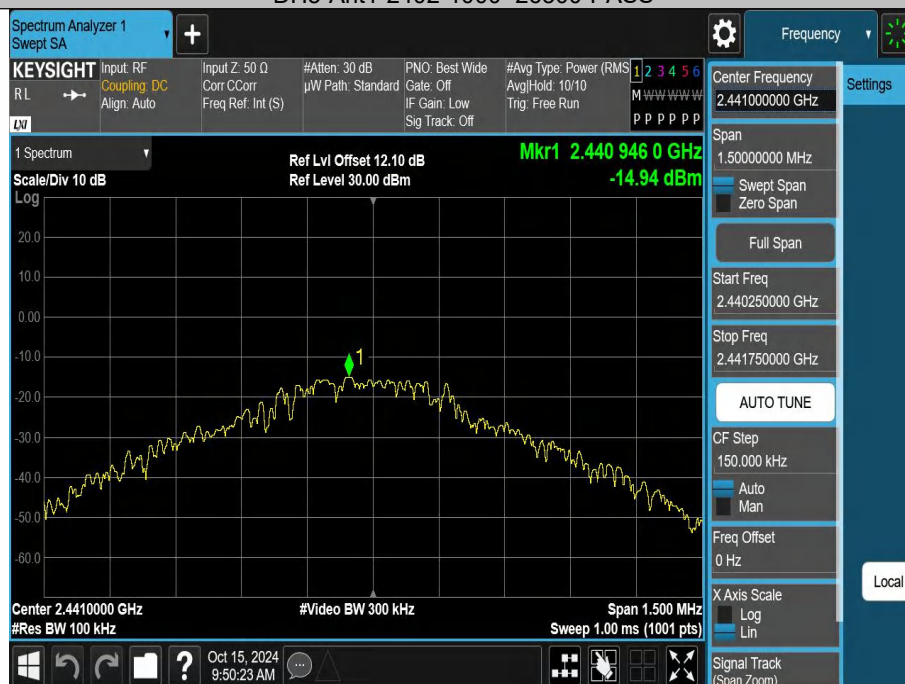 Spectrum Analyzer 1
Swept SA
+
Frequency
KEYSIGHT
RL
LXI
Input: RF
Coupling: DC
Align: Auto
Input Z: 50 Ω
Corr CCorr
Freq Ref: Int (S)
#Atten: 30 dB
µW Path: Standard
PNO: Best Wide
Gate: Off
IF Gain: Low
Sig Track: Off
#Avg Type: Power (RMS
Avg|Hold: 10/10
Trig: Free Run
1 2 3 4 5 6
M W W W W W
P P P P P P
1 Spectrum
Scale/Div 10 dB
Ref Lvl Offset 12.10 dB
Ref Level 30.00 dBm
Mkr1 2.440 946 0 GHz
-14.94 dBm
Log
20.0
10.0
0.00
-10.0
-20.0
-30.0
-40.0
-50.0
-60.0
1
Center 2.4410000 GHz
#Res BW 100 kHz
#Video BW 300 kHz
Span 1.500 MHz
Sweep 1.00 ms (1001 pts)
Center Frequency
2.441000000 GHz
Span
1.50000000 MHz
Swept Span
Zero Span
Full Span
Start Freq
2.440250000 GHz
Stop Freq
2.441750000 GHz
AUTO TUNE
CF Step
150.000 kHz
Auto
Man
Freq Offset
0 Hz
X Axis Scale
Log
Lin
Signal Track
(Span Zoom)
Settings
Local
?
Oct 15, 2024
9:50:23 AM